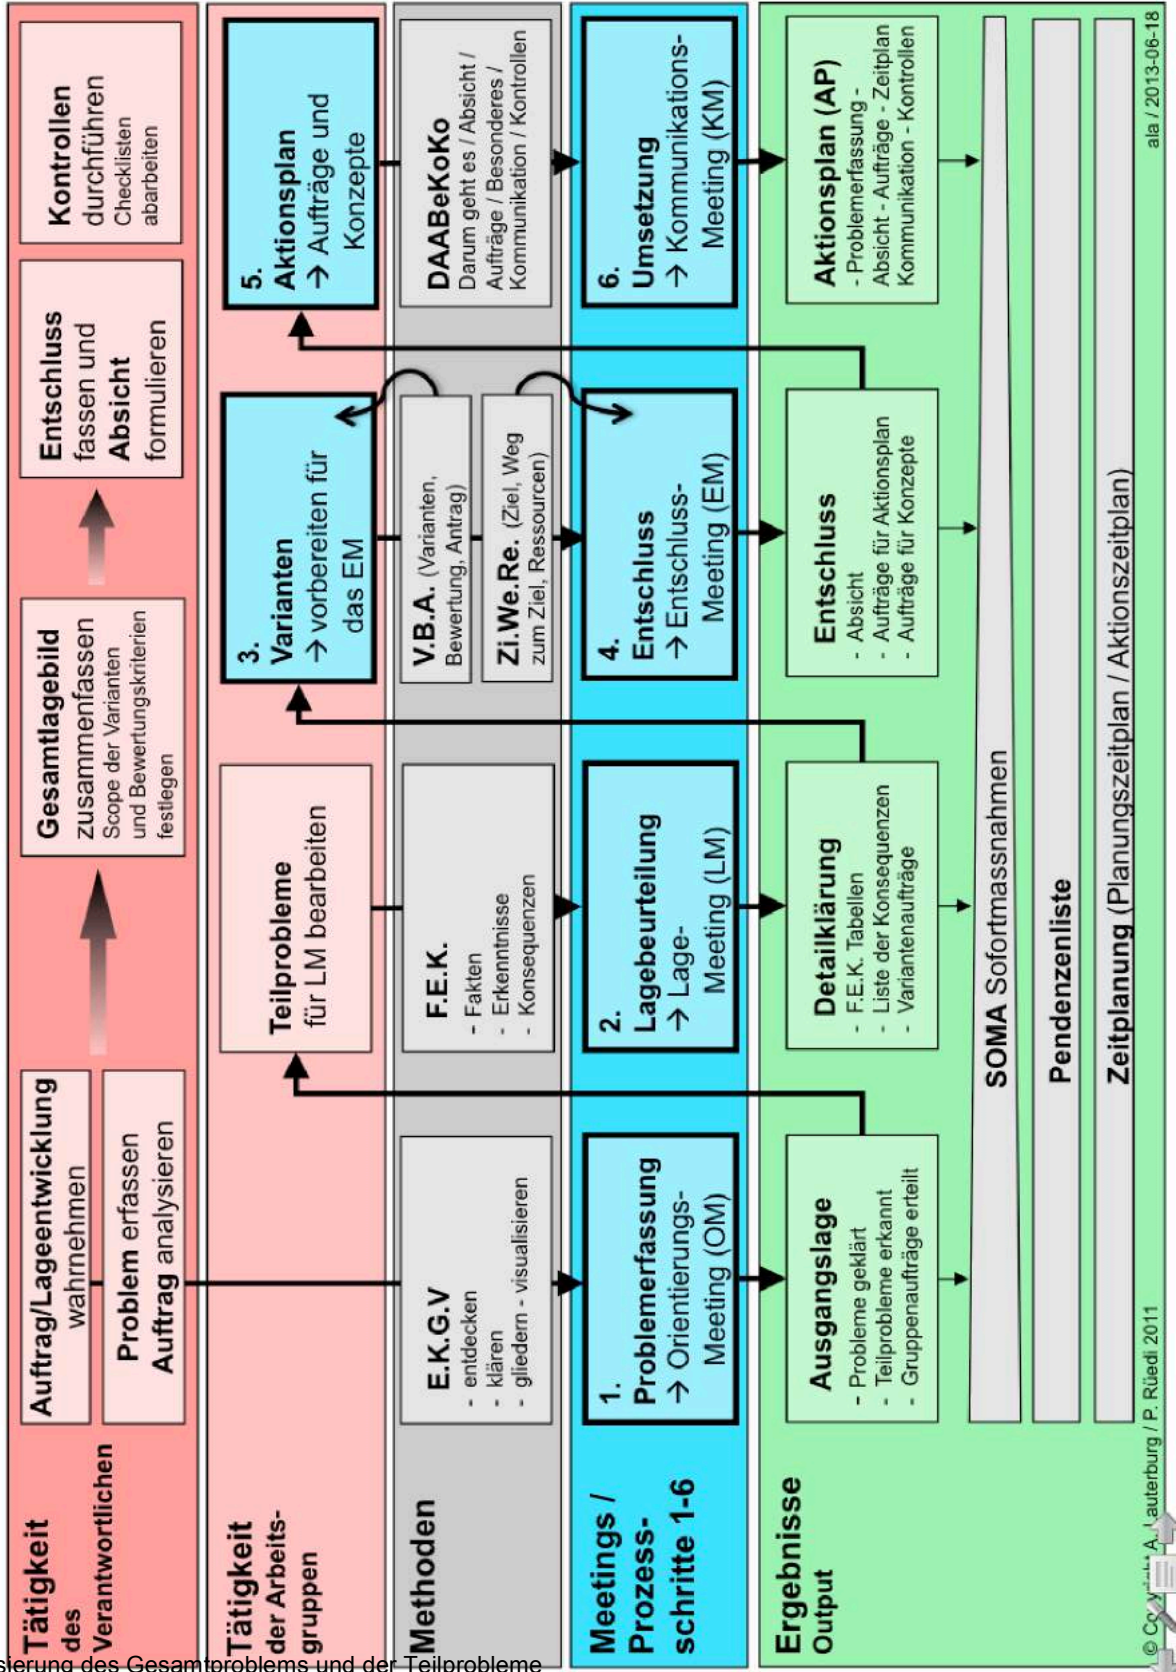 Tätigkeit
des
Verantwortlichen
Auftrag/Lageentwicklung
wahrnehmen
Problem erfassen
Auftrag analysieren
Gesamtlagebild
zusammenfassen
Scope der Varianten
und Bewertungskriterien
festlegen
Entschluss
fassen und
Absicht
formulieren
Kontrollen
durchführen
Checklisten
abarbeiten
Tätigkeit
der Arbeits-
gruppen
Teilprobleme
für LM bearbeiten
3.
Varianten
→ vorbereiten für
das EM
5.
Aktionsplan
→ Aufträge und
Konzepte
Methoden
E.K.G.V
- entdecken
- klären
- gliedern - visualisieren
F.E.K.
- Fakten
- Erkenntnisse
- Konsequenzen
V.B.A. (Varianten,
Bewertung, Antrag)
Zi.We.Re. (Ziel, Weg
zum Ziel, Ressourcen)
DAABeKoKo
Darum geht es / Absicht /
Aufträge / Besonderes /
Kommunikation / Kontrollen
Meetings /
Prozess-
schritte 1-6
1.
Problemerfassung
→ Orientierungs-
Meeting (OM)
2.
Lagebeurteilung
→ Lage-
Meeting (LM)
4.
Entschluss
→ Entschluss-
Meeting (EM)
6.
Umsetzung
→ Kommunikations-
Meeting (KM)
Ergebnisse
Output
Ausgangslage
- Probleme geklärt
- Teilprobleme erkannt
- Gruppenaufträge erteilt
Detailklärung
- F.E.K. Tabellen
- Liste der Konsequenzen
- Variantenaufträge
Entschluss
- Absicht
- Aufträge für Aktionsplan
- Aufträge für Konzepte
Aktionsplan (AP)
- Problemerfassung -
Absicht - Aufträge - Zeitplan
Kommunikation - Kontrollen
SOMA Sofortmassnahmen
Pendenzenliste
Zeitplanung (Planungszeitplan / Aktionszeitplan)
© Copyright A. Lauterburg / P. Rüedi 2011
ala / 2013-06-18
des Gesamtproblems und der Teilprobleme